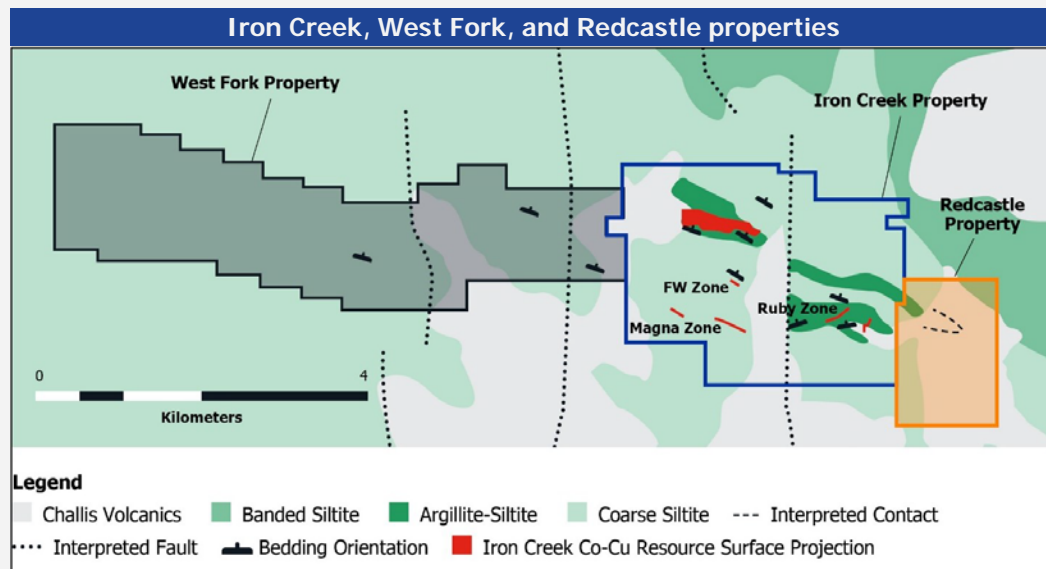 Iron Creek, West Fork, and Redcastle properties
West Fork Property
Iron Creek Property
Redcastle
Property
FW Zone
Ruby Zone
Magna Zone
0 4
Kilometers
Legend
Challis Volcanics Banded Siltite Argillite-Siltite Coarse Siltite Interpreted Contact
Interpreted Fault Bedding Orientation Iron Creek Co-Cu Resource Surface Projection